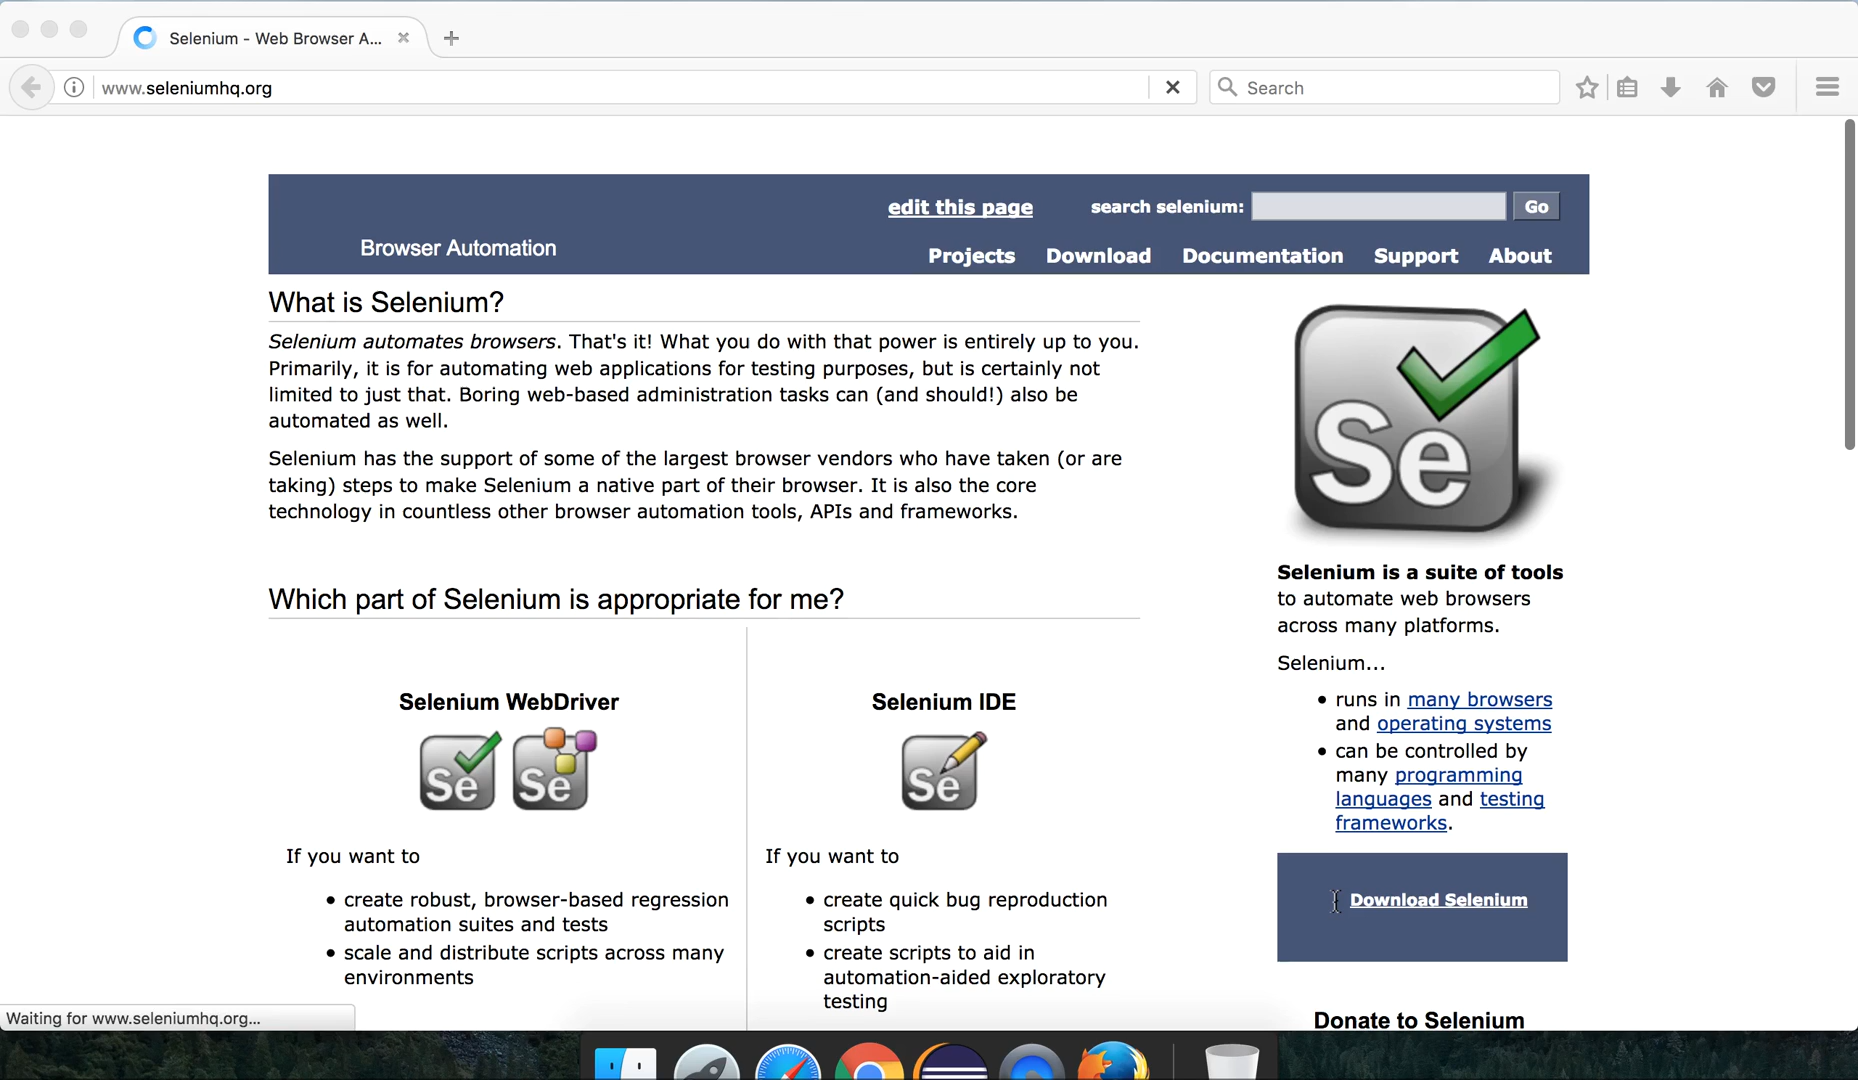 Selenium - Web Browser A...
www.seleniumhq.org
Search
edit this page
search selenium:
Go
Browser Automation
Projects
Download
Documentation
Support
About
What is Selenium?
Selenium automates browsers. That's it! What you do with that power is entirely up to you.
Primarily, it is for automating web applications for testing purposes, but is certainly not
limited to just that. Boring web-based administration tasks can (and should!) also be
automated as well.
Selenium has the support of some of the largest browser vendors who have taken (or are
taking) steps to make Selenium a native part of their browser. It is also the core
technology in countless other browser automation tools, APIs and frameworks.
Which part of Selenium is appropriate for me?
Selenium WebDriver
Se
Se
If you want to
• create robust, browser-based regression
automation suites and tests
• scale and distribute scripts across many
environments
Selenium IDE
Se
If you want to
• create quick bug reproduction
scripts
• create scripts to aid in
automation-aided exploratory
testing
Se
Selenium is a suite of tools
to automate web browsers
across many platforms.
Selenium...
• runs in many browsers
and operating systems
• can be controlled by
many programming
languages and testing
frameworks.
Download Selenium
Donate to Selenium
Waiting for www.seleniumhq.org...